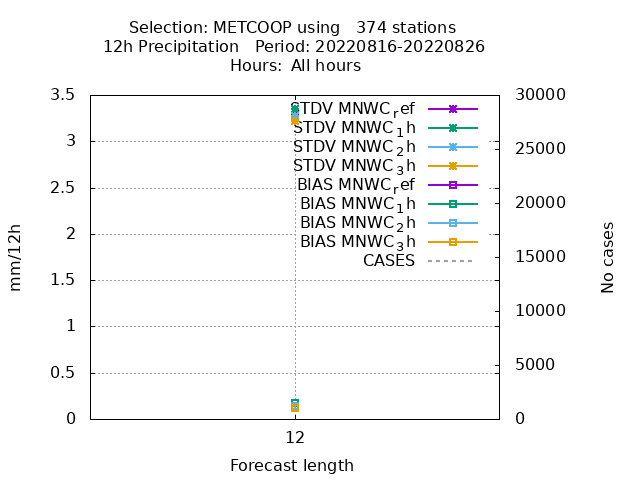 Selection: METCOOP using   374 stations
12h Precipitation   Period: 20220816-20220826
Hours:  All hours
3.5
3
2.5
2
1.5
1
0.5
0
mm/12h
STDV MNWC_ref
STDV MNWC_1h
STDV MNWC_2h
STDV MNWC_3h
BIAS MNWC_ref
BIAS MNWC_1h
BIAS MNWC_2h
BIAS MNWC_3h
CASES
30000
25000
20000
15000
10000
5000
0
No cases
12
Forecast length